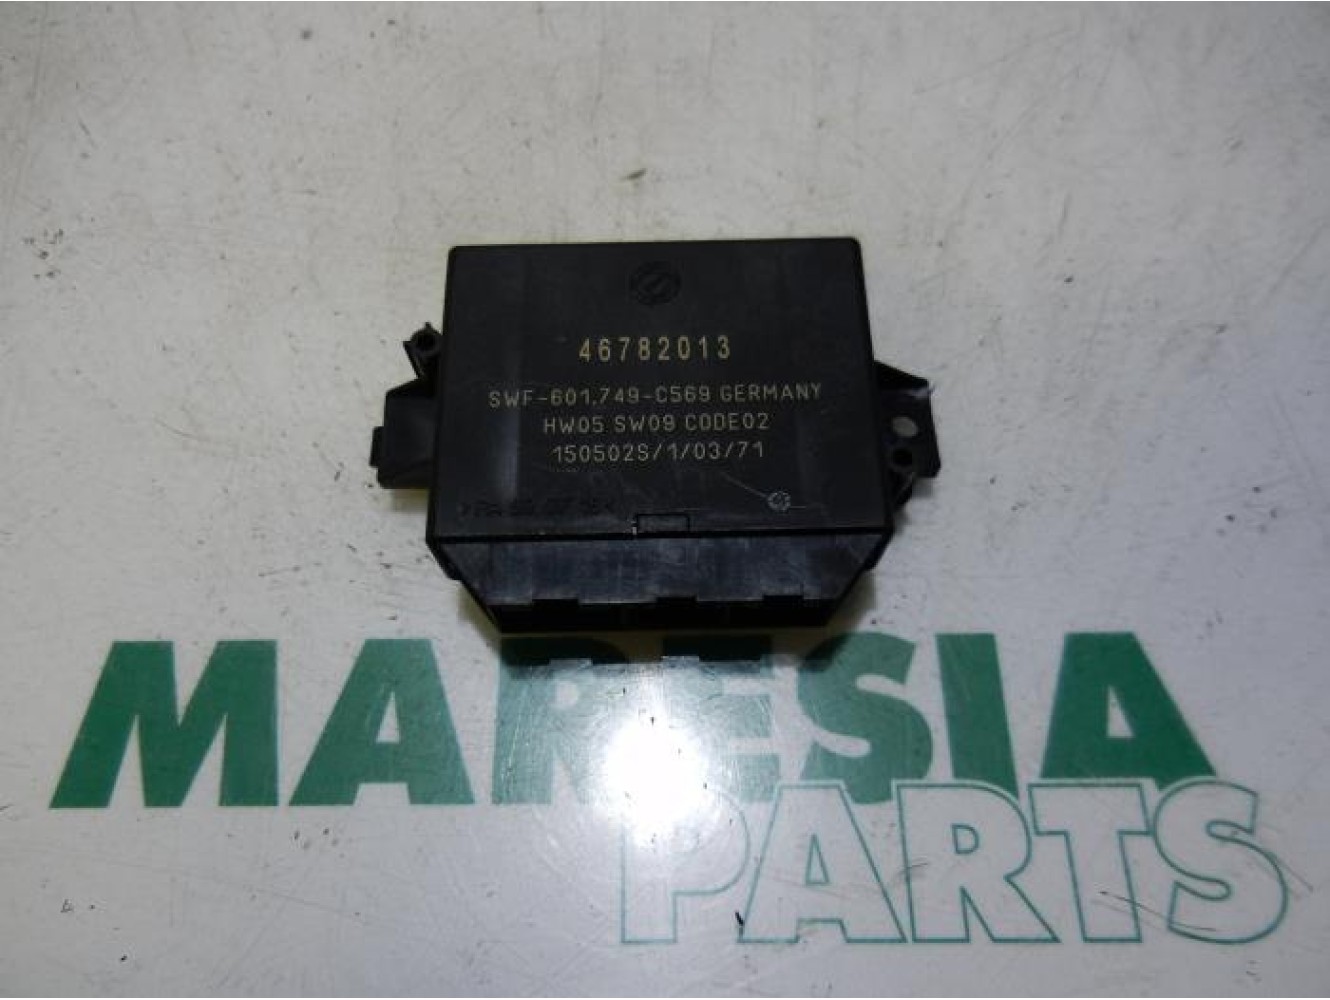 46782013
SWF-601.749-C569 GERMANY
HW05 SW09 CODE02
150502S/1/03/71
MARESIA
PARTS